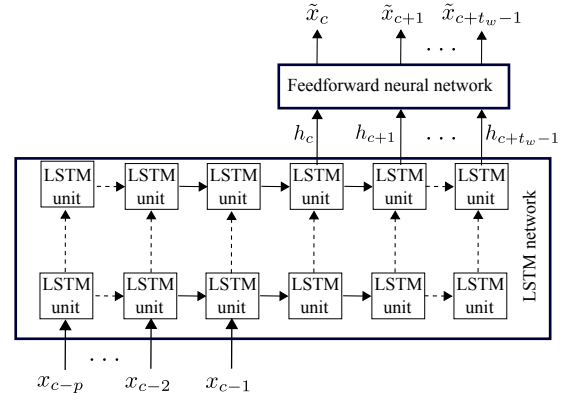 x̃_c x̃_{c+1} . . . x̃_{c+t_w−1}
Feedforward neural network
h_c h_{c+1} . . . h_{c+t_w−1}
LSTM unit LSTM unit LSTM unit LSTM unit LSTM unit LSTM unit
LSTM network
LSTM unit LSTM unit LSTM unit LSTM unit LSTM unit LSTM unit
. . .
x_{c−p} x_{c−2} x_{c−1}